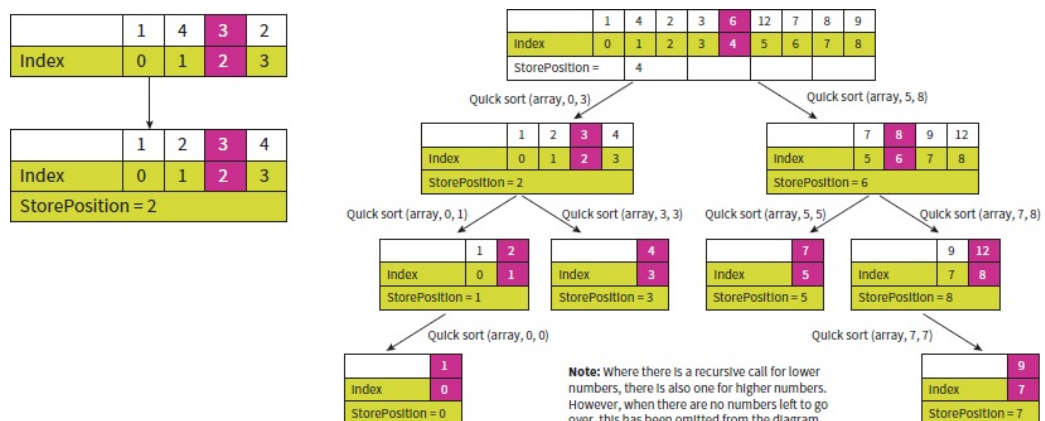 1 4 3 2
Index 0 1 2 3
1 2 3 4
Index 0 1 2 3
StorePosition = 2
1 4 2 3 6 12 7 8 9
Index 0 1 2 3 4 5 6 7 8
StorePosition = 4
Quick sort (array, 0, 3)
Quick sort (array, 5, 8)
1 2 3 4
Index 0 1 2 3
StorePosition = 2
7 8 9 12
Index 5 6 7 8
StorePosition = 6
Quick sort (array, 0, 1)
Quick sort (array, 3, 3)
Quick sort (array, 5, 5)
Quick sort (array, 7, 8)
1 2
Index 0 1
StorePosition = 1
4
Index 3
StorePosition = 3
7
Index 5
StorePosition = 5
9 12
Index 7 8
StorePosition = 8
Quick sort (array, 0, 0)
Quick sort (array, 7, 7)
1
Index 0
StorePosition = 0
Note: Where there is a recursive call for lower
numbers, there is also one for higher numbers.
However, when there are no numbers left to go
over, this has been omitted from the diagram
9
Index 7
StorePosition = 7